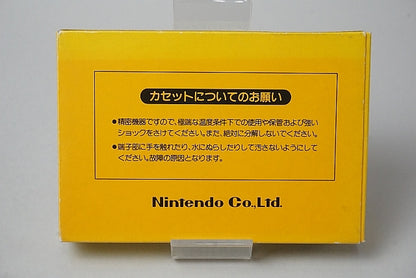 カセットについてのお願い
●精密機器ですので、極端な温度条件下での使用や保管および強い
ショックをさけてください。また、絶対に分解しないでください。
●端子部に手を触れたり、水にぬらしたりして汚さないようにして
ください。故障の原因となります。
Nintendo Co.,Ltd.